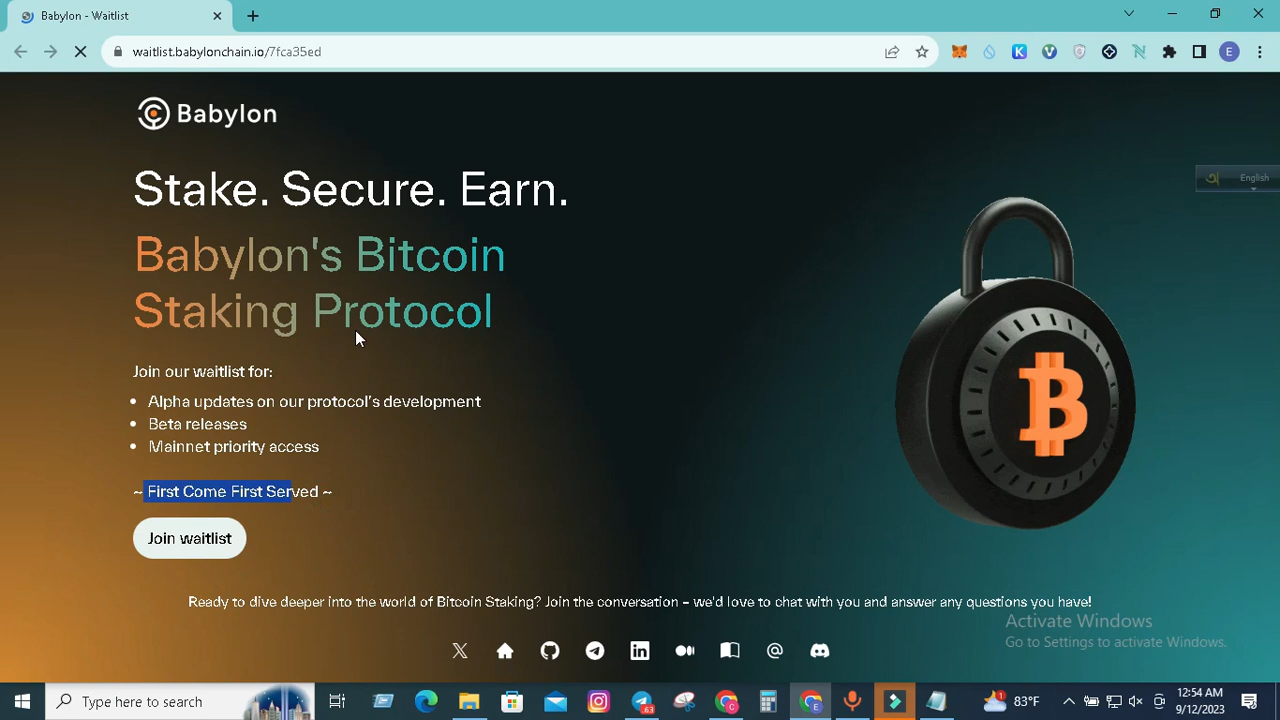 Babylon - Waitlist
waitlist.babylonchain.io/7fca35ed
Babylon
Stake. Secure. Earn.
Babylon's Bitcoin
Staking Protocol
Join our waitlist for:
• Alpha updates on our protocol's development
• Beta releases
• Mainnet priority access
~ First Come First Served ~
Join waitlist
Ready to dive deeper into the world of Bitcoin Staking? Join the conversation – we'd love to chat with you and answer any questions you have!
English
Activate Windows
Go to Settings to activate Windows.
Type here to search
63
1
83°F
12:54 AM
9/12/2023